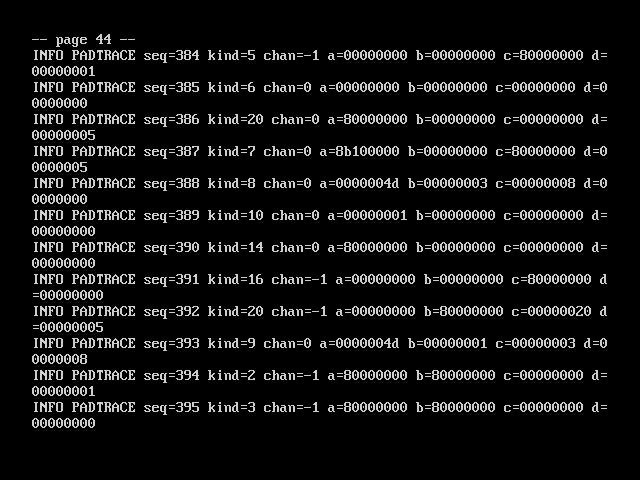 -- page 44 --
INFO PADTRACE seq=384 kind=5 chan=-1 a=00000000 b=00000000 c=80000000 d=
00000001
INFO PADTRACE seq=385 kind=6 chan=0 a=00000000 b=00000000 c=00000000 d=0
0000000
INFO PADTRACE seq=386 kind=20 chan=0 a=80000000 b=00000000 c=00000000 d=
00000005
INFO PADTRACE seq=387 kind=7 chan=0 a=8b100000 b=00000000 c=80000000 d=0
0000005
INFO PADTRACE seq=388 kind=8 chan=0 a=0000004d b=00000003 c=00000008 d=0
0000000
INFO PADTRACE seq=389 kind=10 chan=0 a=00000001 b=00000000 c=00000000 d=
00000000
INFO PADTRACE seq=390 kind=14 chan=0 a=80000000 b=00000000 c=00000000 d=
00000000
INFO PADTRACE seq=391 kind=16 chan=-1 a=00000000 b=00000000 c=80000000 d
=00000000
INFO PADTRACE seq=392 kind=20 chan=-1 a=00000000 b=80000000 c=00000020 d
=00000005
INFO PADTRACE seq=393 kind=9 chan=0 a=0000004d b=00000001 c=00000003 d=0
0000008
INFO PADTRACE seq=394 kind=2 chan=-1 a=80000000 b=80000000 c=00000000 d=
00000001
INFO PADTRACE seq=395 kind=3 chan=-1 a=80000000 b=80000000 c=00000000 d=
00000000